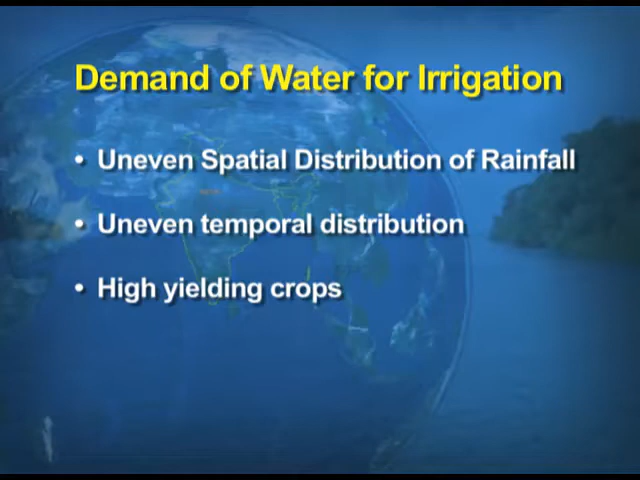 Demand of Water for Irrigation
• Uneven Spatial Distribution of Rainfall
• Uneven temporal distribution
• High yielding crops